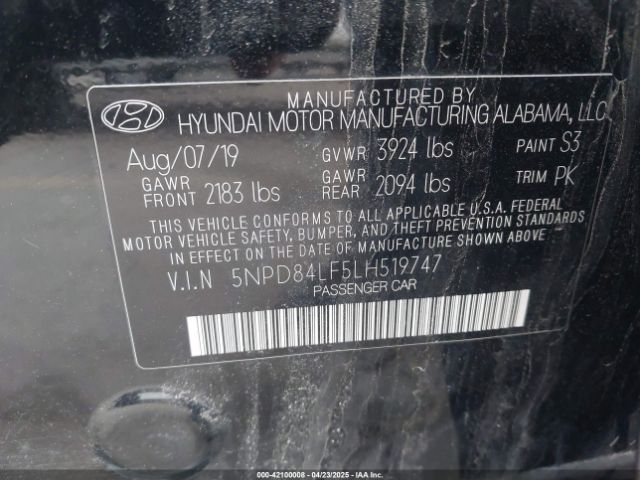 MANUFACTURED BY
HYUNDAI MOTOR MANUFACTURING ALABAMA, LLC
Aug/07/19 GVWR 3924 lbs PAINT S3
GAWR FRONT 2183 lbs GAWR REAR 2094 lbs TRIM PK
THIS VEHICLE CONFORMS TO ALL APPLICABLE U.S.A. FEDERAL
MOTOR VEHICLE SAFETY, BUMPER, AND THEFT PREVENTION STANDARDS
IN EFFECT ON THE DATE OF MANUFACTURE SHOWN ABOVE.
V.I.N 5NPD84LF5LH519747
PASSENGER CAR
000-42100008 - 04/23/2025 - © IAA Inc.